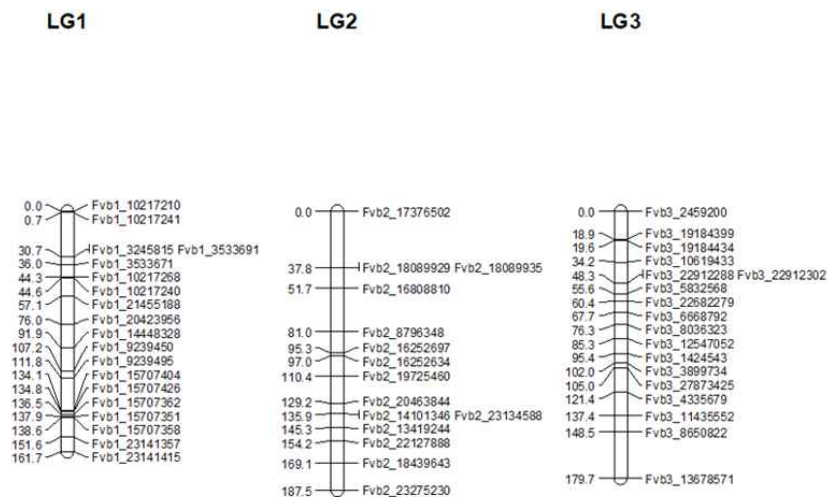 LG1
LG2
LG3
0.0 Fvb1_10217210
0.7 Fvb1_10217241
30.7 Fvb1_3245815 Fvb1_3533691
36.0 Fvb1_3533671
44.3 Fvb1_10217268
44.6 Fvb1_10217240
57.1 Fvb1_21455188
76.0 Fvb1_20423956
91.9 Fvb1_14448328
107.2 Fvb1_9239450
111.8 Fvb1_9239495
134.1 Fvb1_15707404
134.8 Fvb1_15707426
136.5 Fvb1_15707362
137.9 Fvb1_15707351
138.6 Fvb1_15707358
151.6 Fvb1_23141357
161.7 Fvb1_23141415
0.0 Fvb2_17376502
37.8 Fvb2_18089929 Fvb2_18089935
51.7 Fvb2_16808810
81.0 Fvb2_8796348
95.3 Fvb2_16252697
97.0 Fvb2_16252634
110.4 Fvb2_19725460
129.2 Fvb2_20463844
135.9 Fvb2_14101346 Fvb2_23134588
145.3 Fvb2_13419244
154.2 Fvb2_22127888
169.1 Fvb2_18439643
187.5 Fvb2_23275230
0.0 Fvb3_2459200
18.9 Fvb3_19184399
19.6 Fvb3_19184434
34.2 Fvb3_10619433
48.3 Fvb3_22912288 Fvb3_22912302
55.6 Fvb3_5832568
60.4 Fvb3_22682279
67.7 Fvb3_6668792
76.3 Fvb3_8036323
85.3 Fvb3_12547052
95.4 Fvb3_1424543
102.0 Fvb3_3899734
105.0 Fvb3_27873425
121.4 Fvb3_4335679
137.4 Fvb3_11435552
148.5 Fvb3_8650822
179.7 Fvb3_13678571